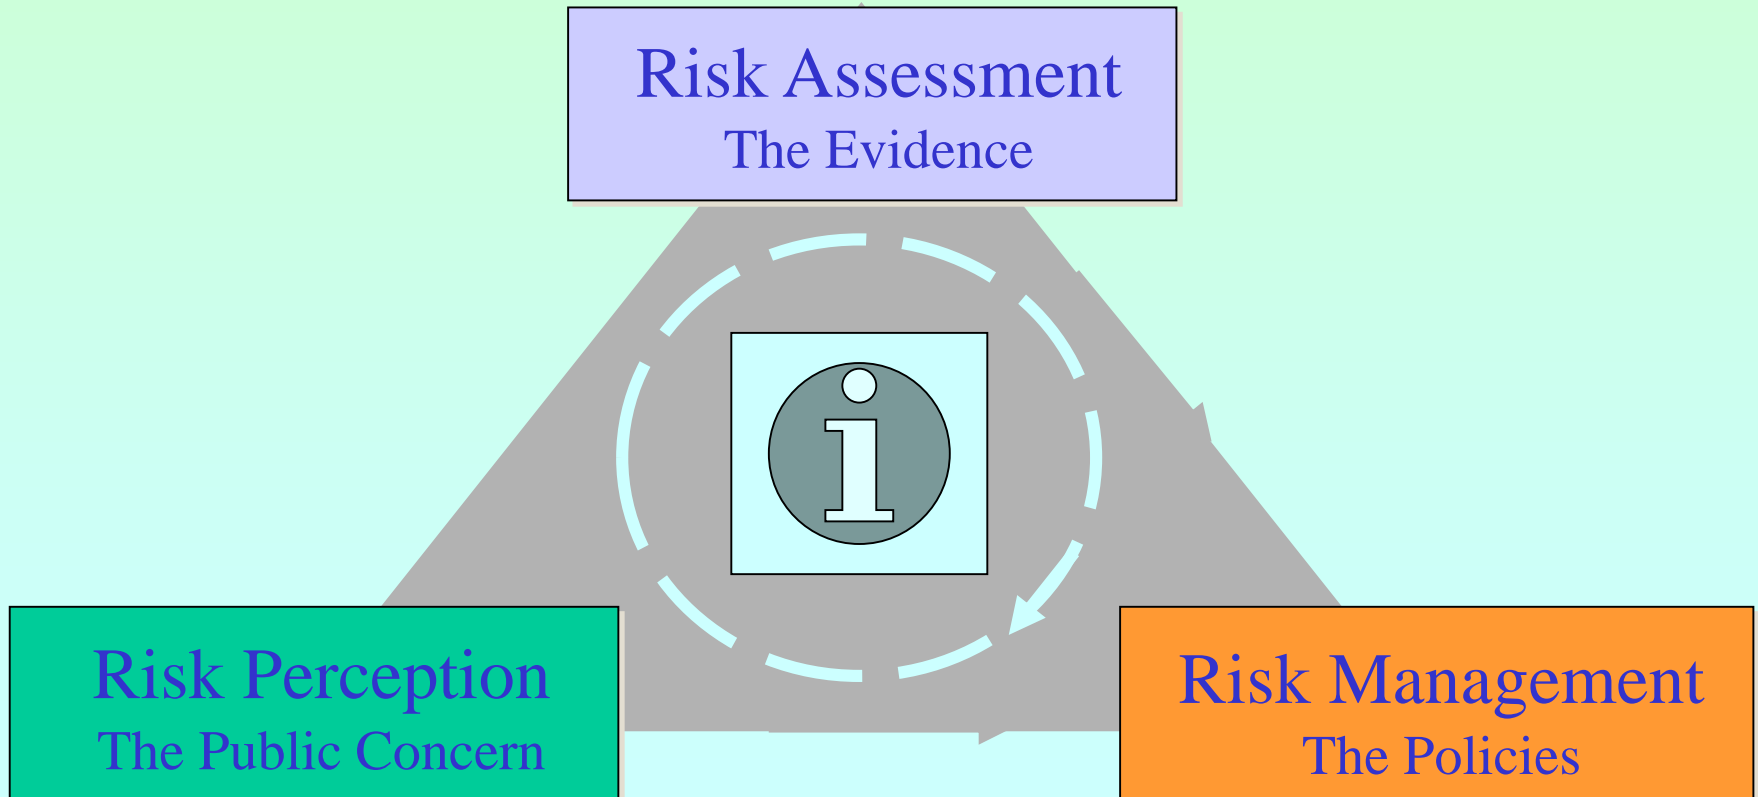 Risk Assessment
The Evidence
i
Risk Perception
The Public Concern
Risk Management
The Policies